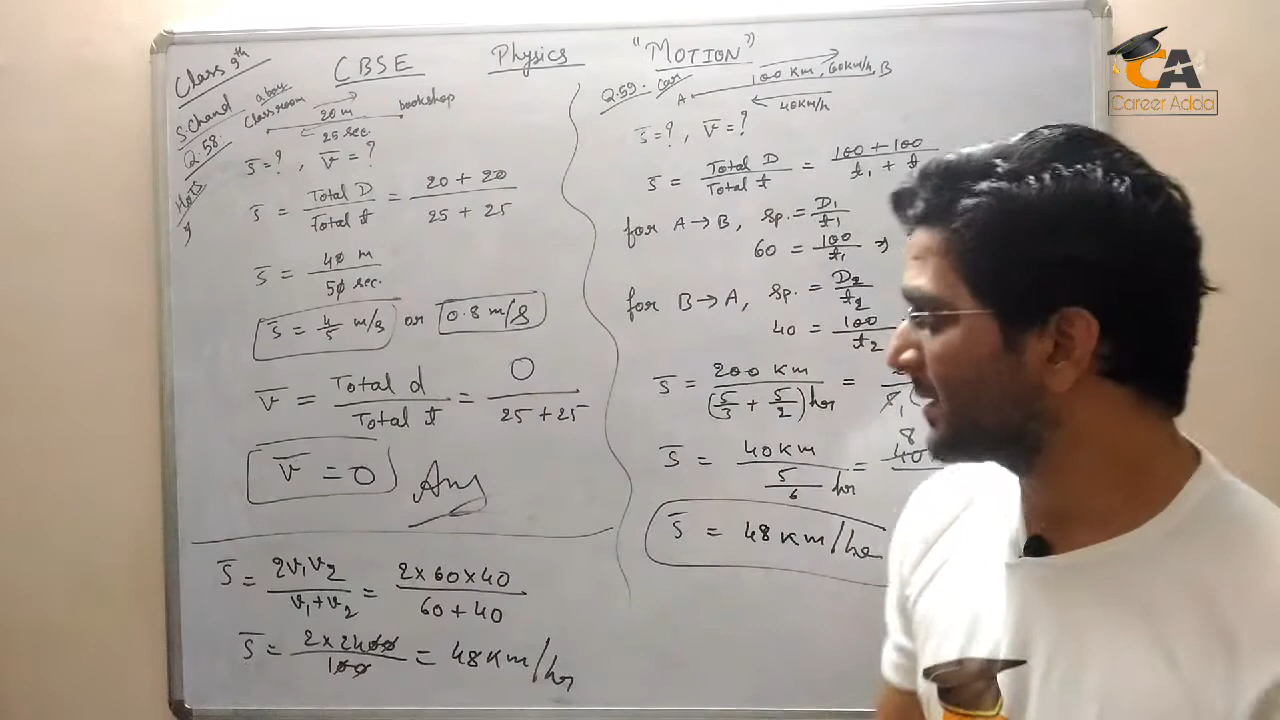 Class 9th
CBSE Physics "MOTION"
S.Chand
Q.58:
HOTS
a boy
Classroom bookshop
20 m
25 sec.
s̄ = ? , v̄ = ?
s̄ = Total D / Total t = 20 + 20 / 25 + 25
s̄ = 40 m / 50 sec.
s̄ = 4/5 m/s or 0.8 m/s
v̄ = Total d / Total t = 0 / 25 + 25
v̄ = 0 Ans
s̄ = 2v₁v₂ / v₁+v₂ = 2 x 60 x 40 / 60 + 40
s̄ = 2 x 2400 / 100 = 48 km/hr
Q.59: Car
A 100 km, 60km/h, B
40km/h
s̄ = ? , v̄ = ?
s̄ = Total D / Total t = 100 + 100 / t₁ + t
for A → B, sp. = D₁ / t₁
60 = 100 / t₁ ⇒
for B → A, sp. = D₂ / t₂
40 = 100 / t₂
s̄ = 200 km / (5/3 + 5/2) hr =
s̄ = 40 km / 5/6 hr = 8 40
s̄ = 48 km/hr
CA
Career Adda